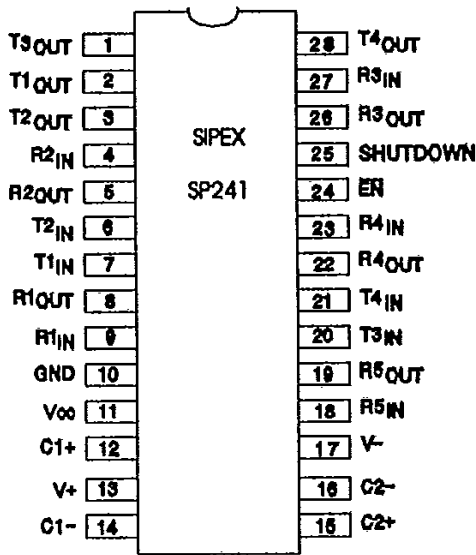 T3OUT 1 28 T4OUT
T1OUT 2 27 R3IN
T2OUT 3 26 R3OUT
SIPEX
R2IN 4 25 SHUTDOWN
R2OUT 5 SP241 24 EN
T2IN 6 23 R4IN
T1IN 7 22 R4OUT
R1OUT 8 21 T4IN
R1IN 9 20 T3IN
GND 10 19 R5OUT
Vcc 11 18 R5IN
C1+ 12 17 V-
V+ 13 16 C2-
C1- 14 15 C2+